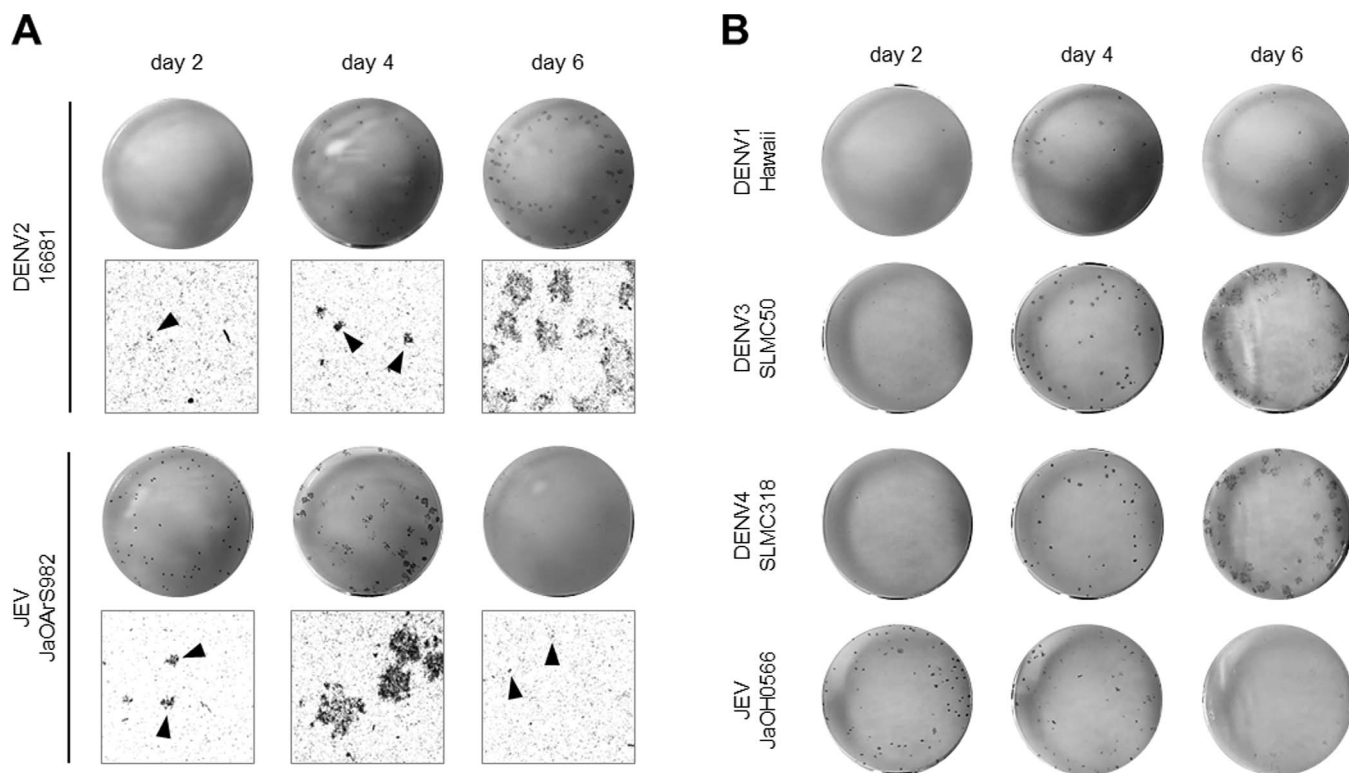 A
day 2
day 4
day 6
DENV2
16681
JEV
JaOArS982
B
day 2
day 4
day 6
DENV1
Hawaii
DENV3
SLMC50
DENV4
SLMC318
JEV
JaOH0566